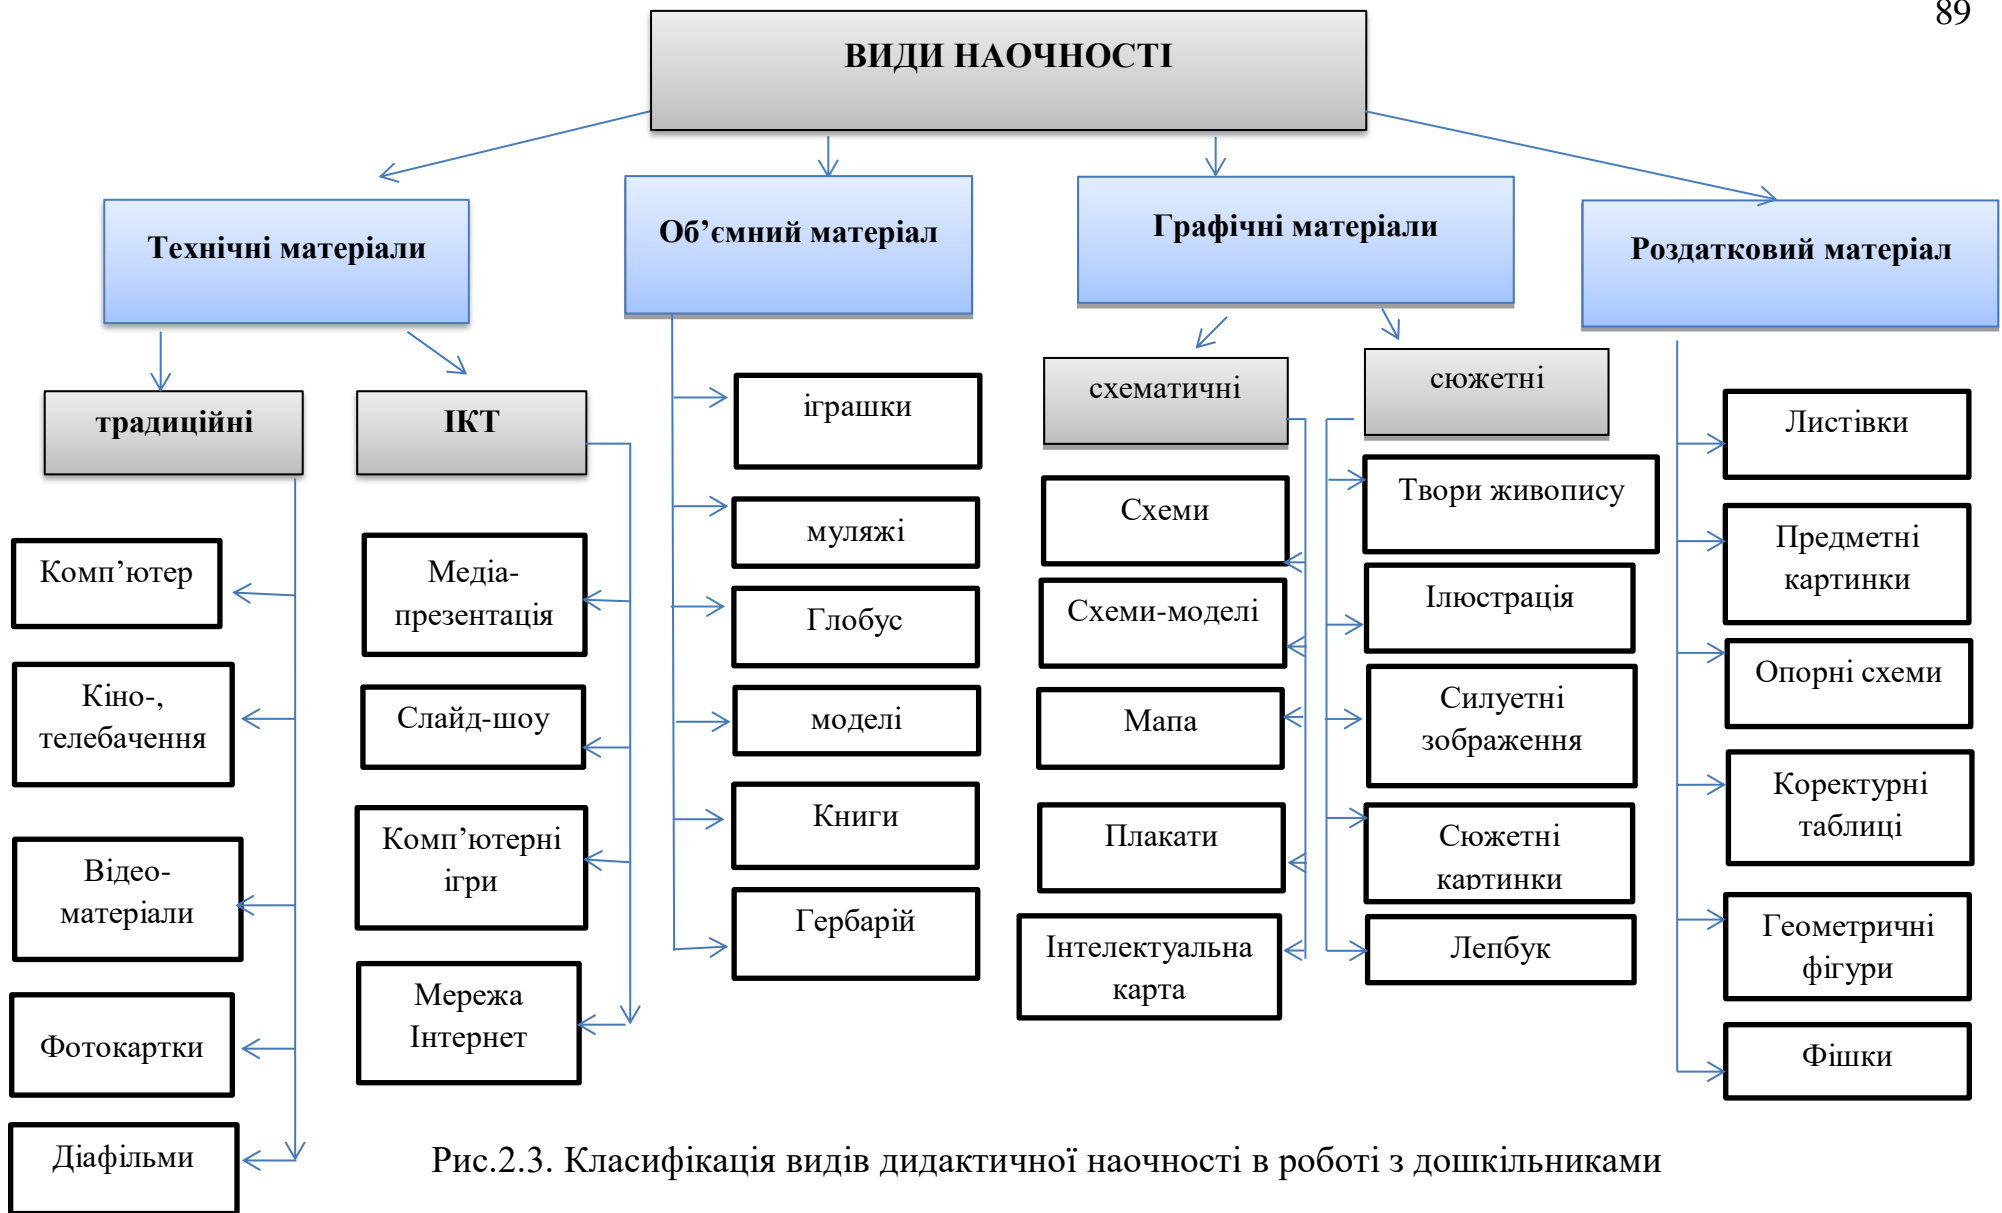 89
ВИДИ НАОЧНОСТІ
Технічні матеріали
Об’ємний матеріал
Графічні матеріали
Роздатковий матеріал
традиційні
Комп’ютер
Кіно-,
телебачення
Відео-
матеріали
Фотокартки
Діафільми
ІКТ
Медіа-
презентація
Слайд-шоу
Комп’ютерні
ігри
Мережа
Інтернет
іграшки
муляжі
Глобус
моделі
Книги
Гербарій
схематичні
Схеми
Схеми-моделі
Мапа
Плакати
Інтелектуальна
карта
сюжетні
Твори живопису
Ілюстрація
Силуетні
зображення
Сюжетні
картинки
Лепбук
Листівки
Предметні
картинки
Опорні схеми
Коректурні
таблиці
Геометричні
фігури
Фішки
Рис.2.3. Класифікація видів дидактичної наочності в роботі з дошкільниками